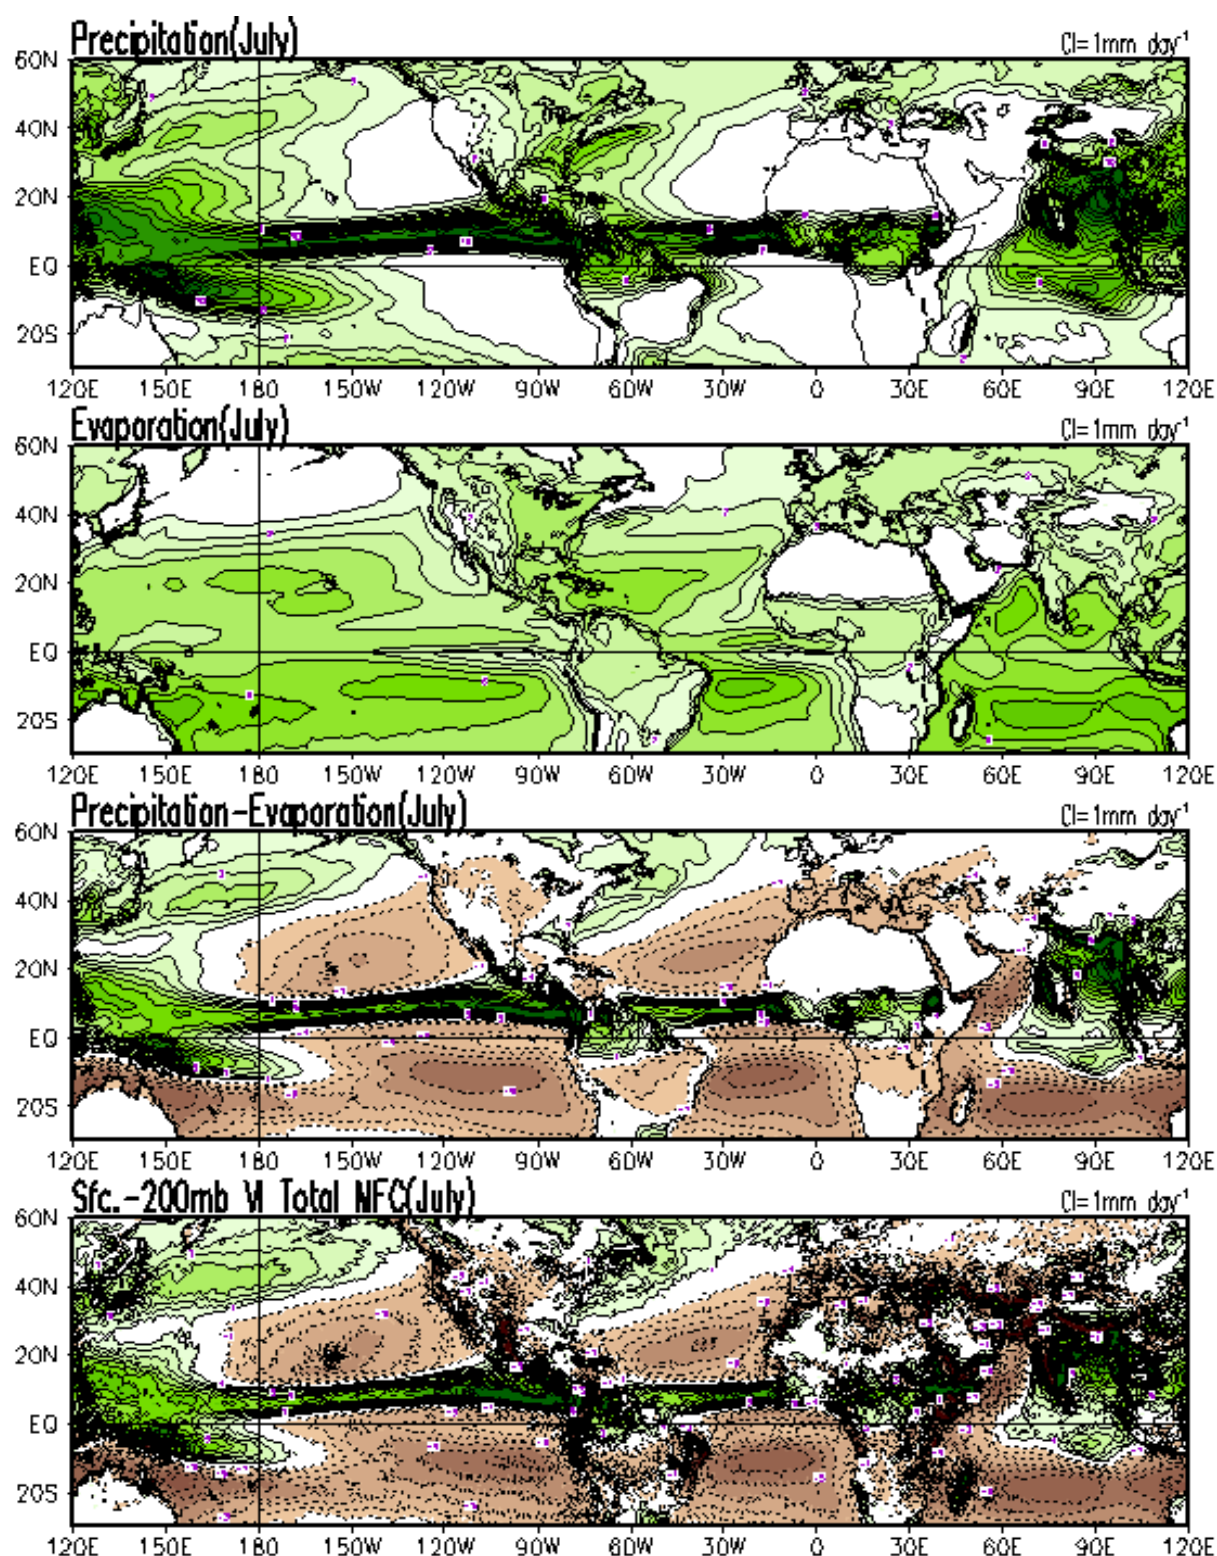 Precipitation(July) CI=1mm day⁻¹
60N
40N
20N
EQ
20S
120E 150E 180 150W 120W 90W 60W 30W 0 30E 60E 90E 120E
Evaporation(July) CI=1mm day⁻¹
60N
40N
20N
EQ
20S
120E 150E 180 150W 120W 90W 60W 30W 0 30E 60E 90E 120E
Precipitation-Evaporation(July) CI=1mm day⁻¹
60N
40N
20N
EQ
20S
120E 150E 180 150W 120W 90W 60W 30W 0 30E 60E 90E 120E
Sfc.-200mb VI Total MFC(July) CI=1mm day⁻¹
60N
40N
20N
EQ
20S
120E 150E 180 150W 120W 90W 60W 30W 0 30E 60E 90E 120E